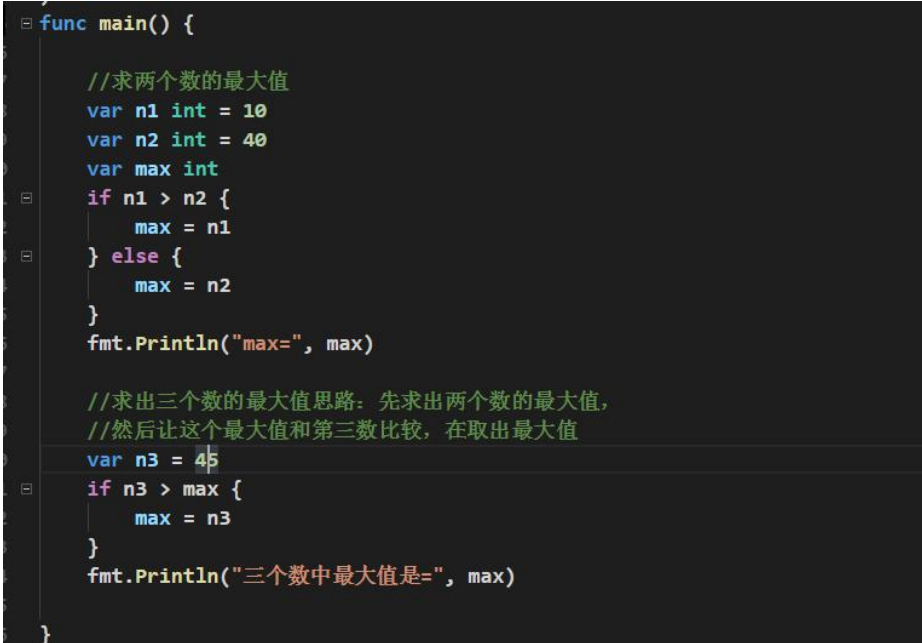 func main() {
//求两个数的最大值
var n1 int = 10
var n2 int = 40
var max int
if n1 > n2 {
max = n1
} else {
max = n2
}
fmt.Println("max=", max)
//求出三个数的最大值思路：先求出两个数的最大值，
//然后让这个最大值和第三数比较，在取出最大值
var n3 = 45
if n3 > max {
max = n3
}
fmt.Println("三个数中最大值是=", max)
}